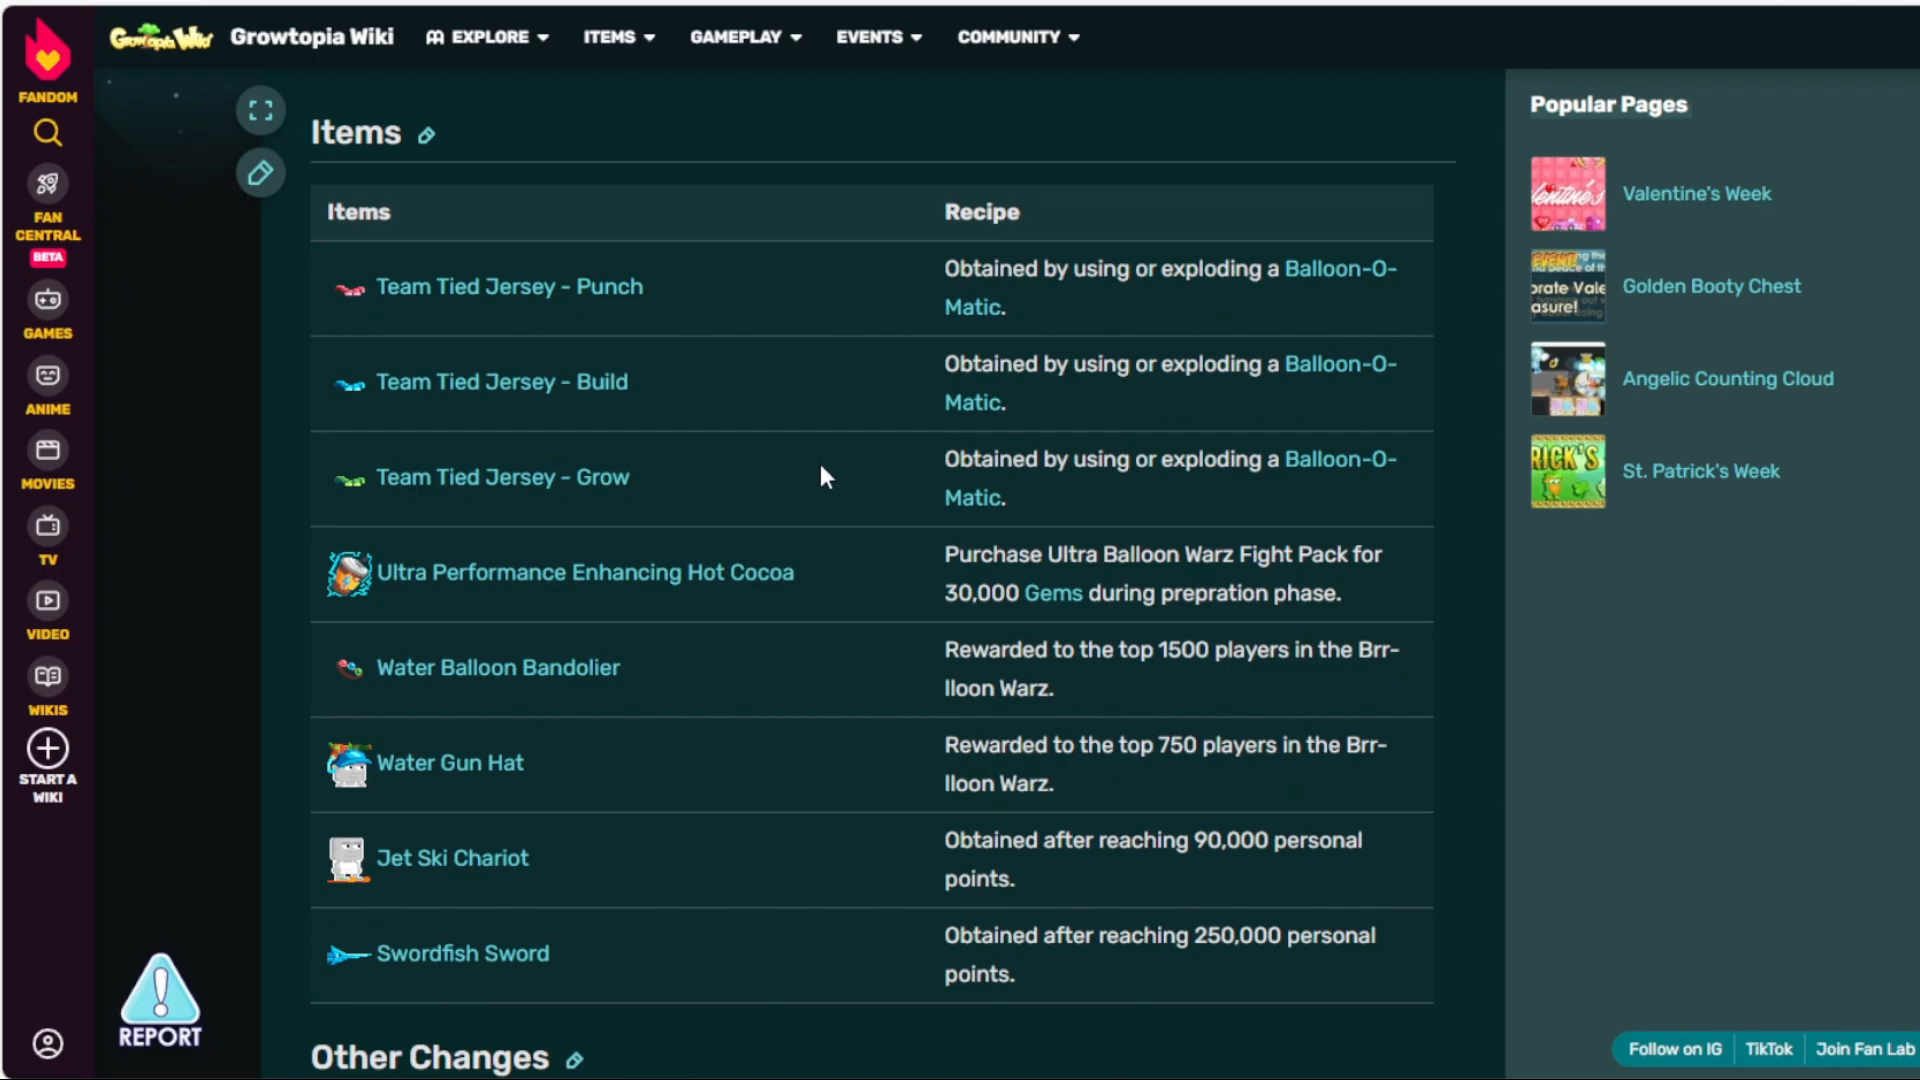 Growtopia Wiki
Growtopia Wiki
EXPLORE
ITEMS
GAMEPLAY
EVENTS
COMMUNITY
FANDOM
FAN
CENTRAL
BETA
GAMES
ANIME
MOVIES
TV
VIDEO
WIKIS
START A
WIKI
REPORT
Items
Items
Recipe
Team Tied Jersey - Punch
Obtained by using or exploding a Balloon-O-
Matic.
Team Tied Jersey - Build
Obtained by using or exploding a Balloon-O-
Matic.
Team Tied Jersey - Grow
Obtained by using or exploding a Balloon-O-
Matic.
Ultra Performance Enhancing Hot Cocoa
Purchase Ultra Balloon Warz Fight Pack for
30,000 Gems during prepration phase.
Water Balloon Bandolier
Rewarded to the top 1500 players in the Brr-
lloon Warz.
Water Gun Hat
Rewarded to the top 750 players in the Brr-
lloon Warz.
Jet Ski Chariot
Obtained after reaching 90,000 personal
points.
Swordfish Sword
Obtained after reaching 250,000 personal
points.
Other Changes
Popular Pages
Valentine's Week
Golden Booty Chest
Angelic Counting Cloud
St. Patrick's Week
RICK'S
Follow on IG
TikTok
Join Fan Lab